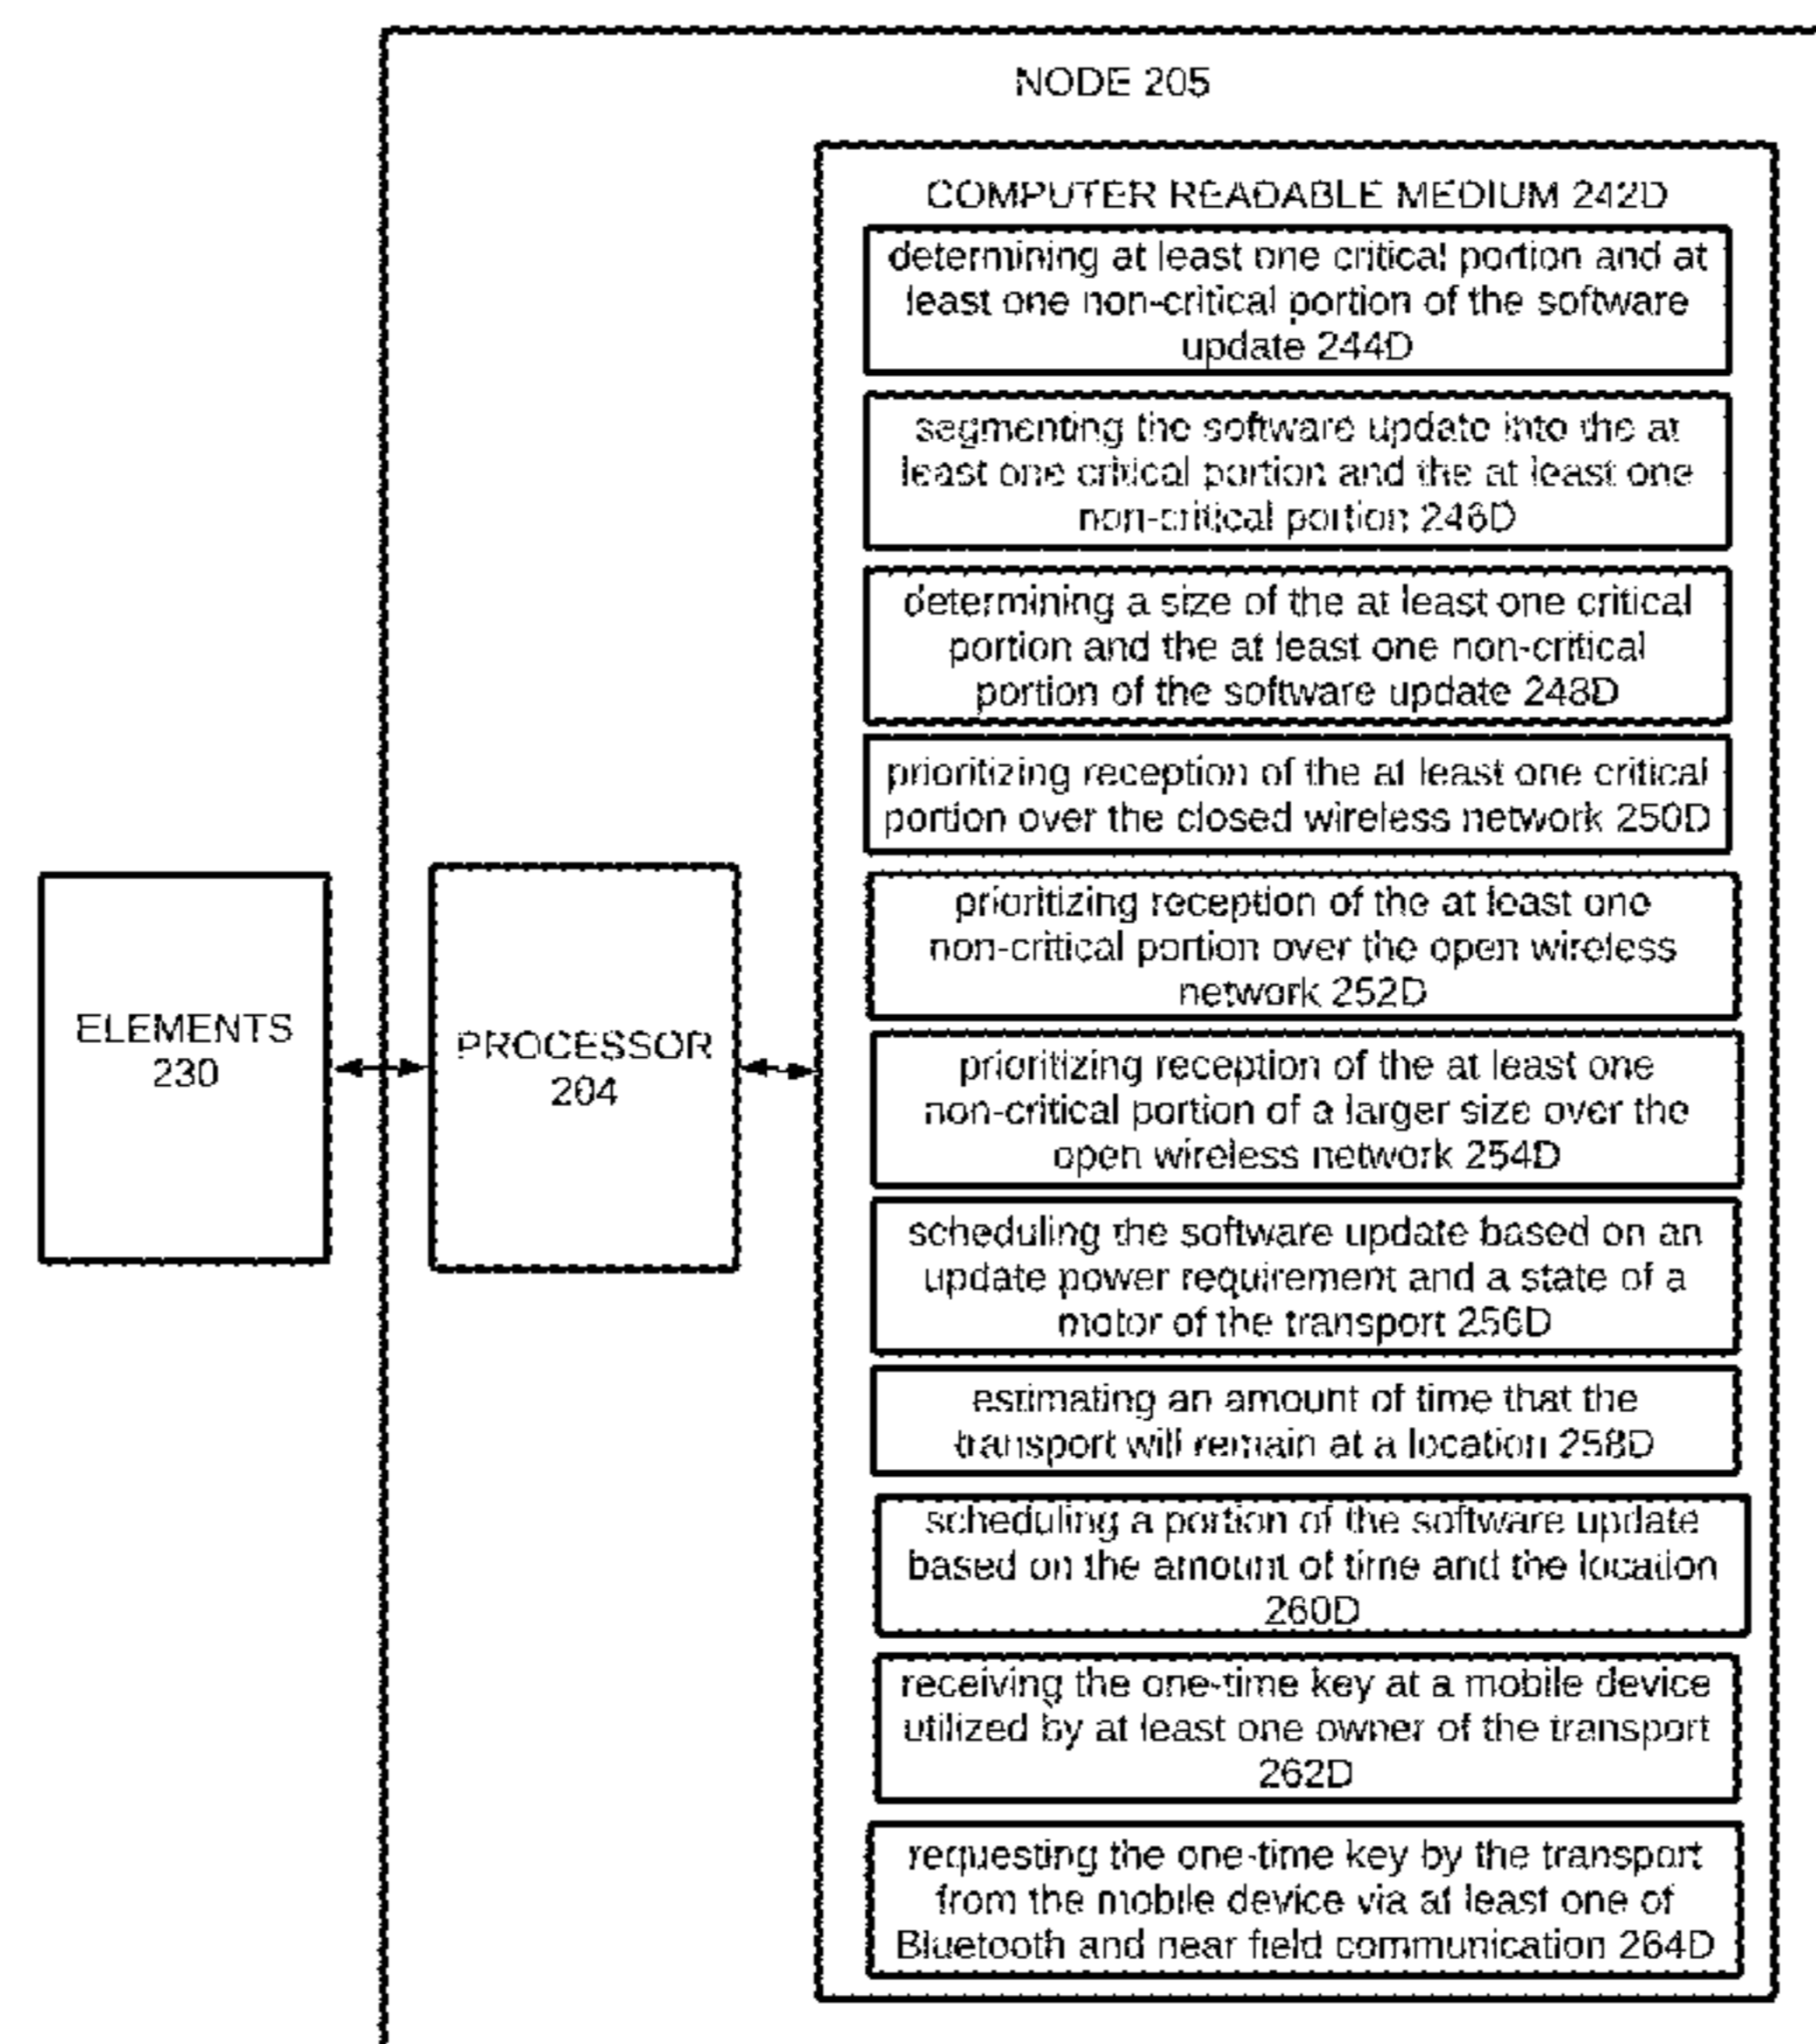 NODE 205
COMPUTER READABLE MEDIUM 242D
determining at least one critical portion and at
least one non-critical portion of the software
update 244D
segmenting the software update into the at
least one critical portion and the at least one
non-critical portion 246D
determining a size of the at least one critical
portion and the at least one non-critical
portion of the software update 248D
prioritizing reception of the at least one critical
portion over the closed wireless network 250D
prioritizing reception of the at least one
non-critical portion over the open wireless
network 252D
prioritizing reception of the at least one
non-critical portion of a larger size over the
open wireless network 254D
scheduling the software update based on an
update power requirement and a state of a
motor of the transport 256D
estimating an amount of time that the
transport will remain at a location 258D
scheduling a portion of the software update
based on the amount of time and the location
260D
receiving the one-time key at a mobile device
utilized by at least one owner of the transport
262D
requesting the one-time key by the transport
from the mobile device via at least one of
Bluetooth and near field communication 264D
ELEMENTS
230
PROCESSOR
204